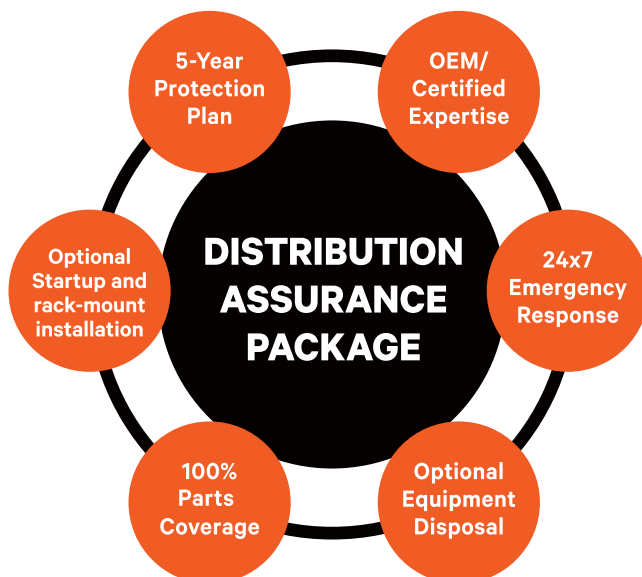 5-Year
Protection
Plan
OEM/
Certified
Expertise
Optional
Startup and
rack-mount
installation
DISTRIBUTION
ASSURANCE
PACKAGE
24x7
Emergency
Response
100%
Parts
Coverage
Optional
Equipment
Disposal